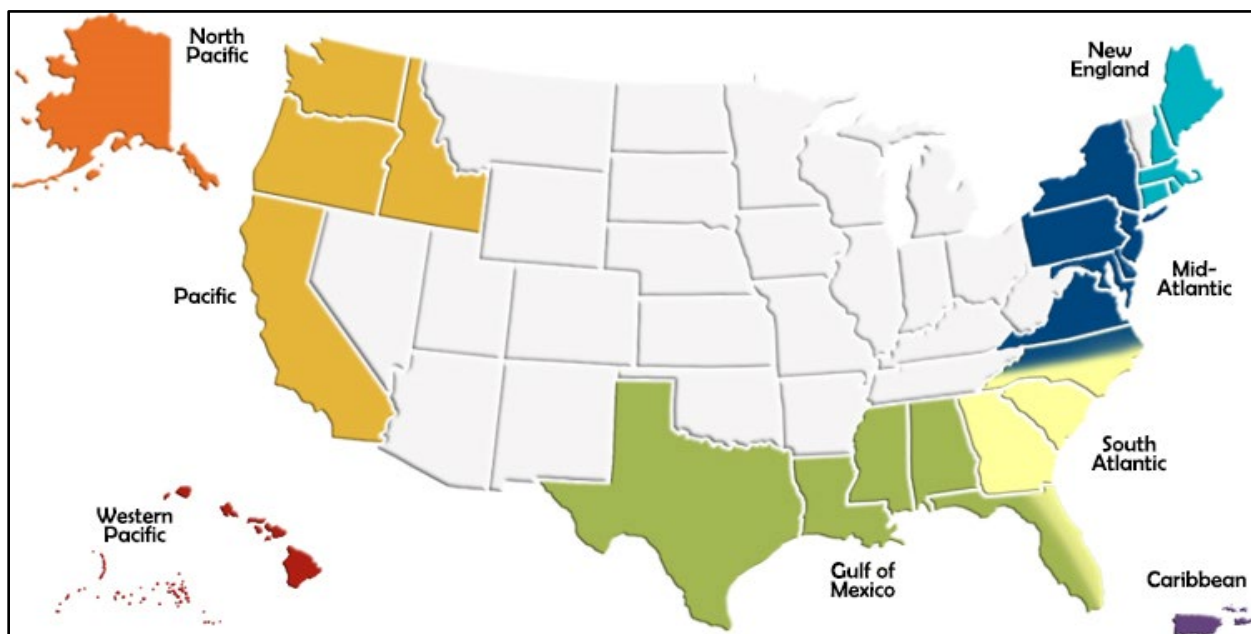 North
Pacific
New
England
Pacific
Mid-
Atlantic
South
Atlantic
Western
Pacific
Gulf of
Mexico
Caribbean